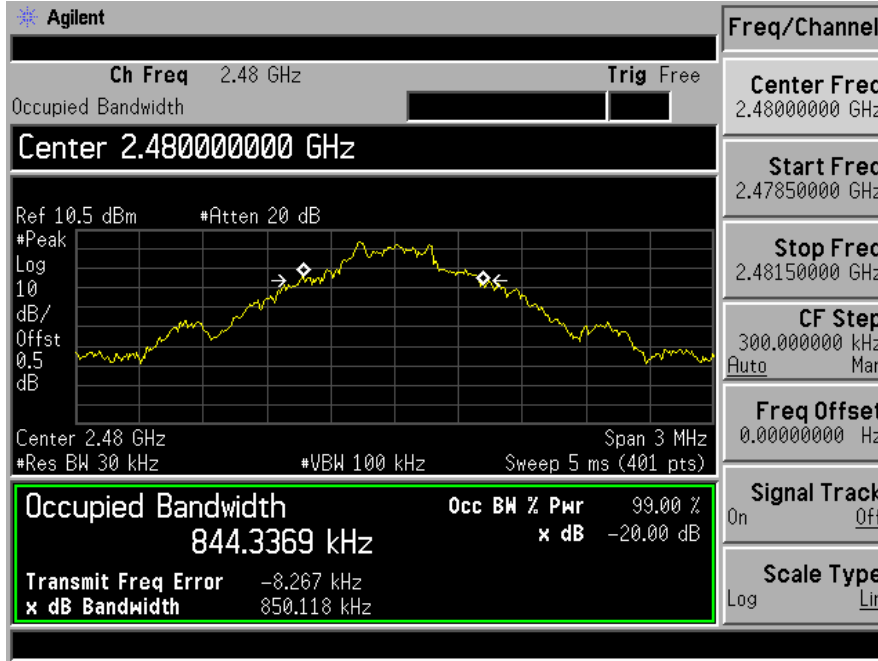 Agilent
Freq/Channel
Ch Freq 2.48 GHz Trig Free
Occupied Bandwidth
Center Freq
2.48000000 GHz
Center 2.480000000 GHz
Start Freq
2.47850000 GHz
Ref 10.5 dBm #Atten 20 dB
#Peak
Log
10
dB/
Offst
0.5
dB
Stop Freq
2.48150000 GHz
CF Step
300.000000 kHz
Auto Man
Center 2.48 GHz Span 3 MHz
#Res BW 30 kHz #VBW 100 kHz Sweep 5 ms (401 pts)
Freq Offset
0.00000000 Hz
Occupied Bandwidth
844.3369 kHz
Occ BW % Pwr 99.00 %
x dB -20.00 dB
Transmit Freq Error -8.267 kHz
x dB Bandwidth 850.118 kHz
Signal Track
On Off
Scale Type
Log Lin